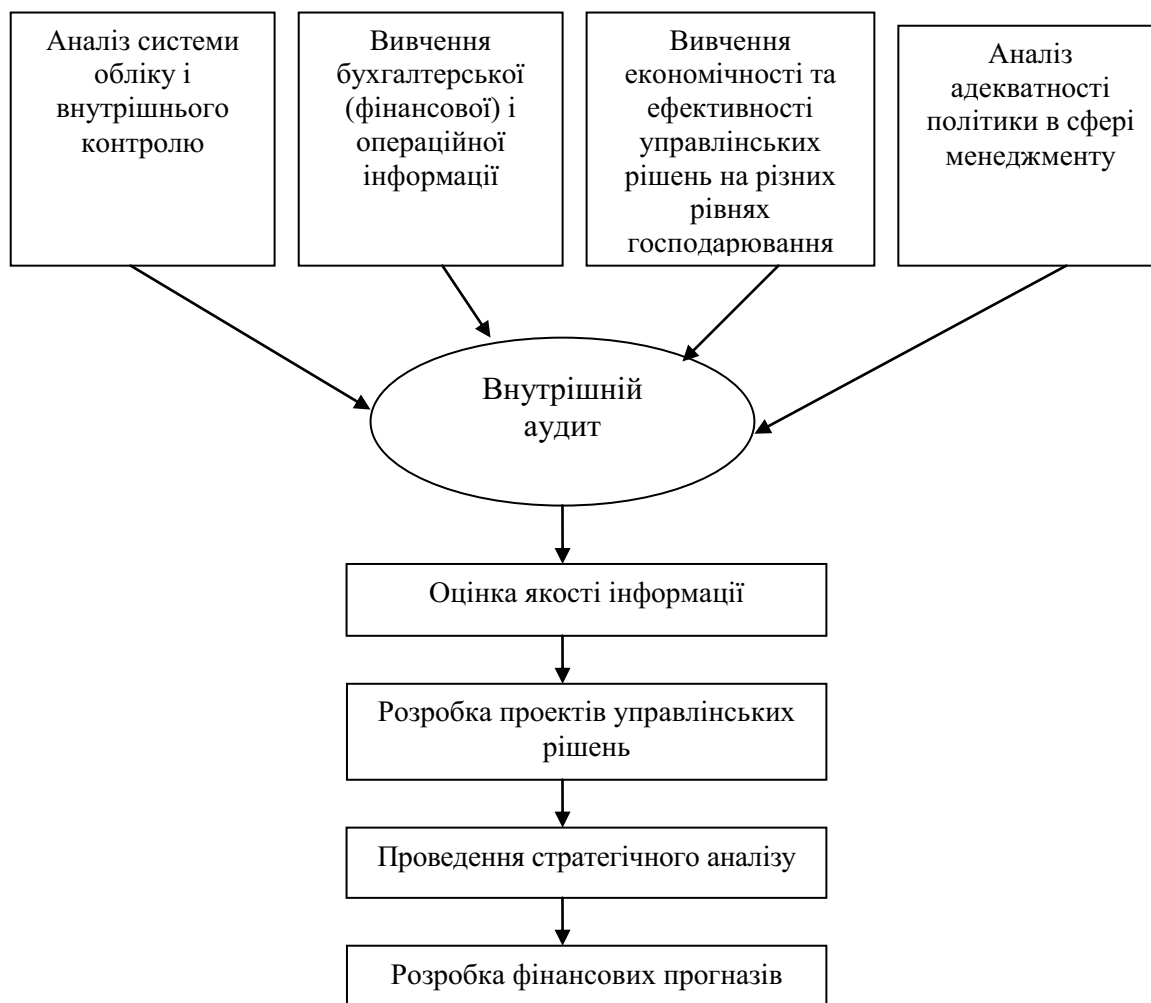 Аналіз системи
обліку і
внутрішнього
контролю
Вивчення
бухгалтерської
(фінансової) і
операційної
інформації
Вивчення
економічності та
ефективності
управлінських
рішень на різних
рівнях
господарювання
Аналіз
адекватності
політики в сфері
менеджменту
Внутрішній
аудит
Оцінка якості інформації
Розробка проектів управлінських
рішень
Проведення стратегічного аналізу
Розробка фінансових прогназів